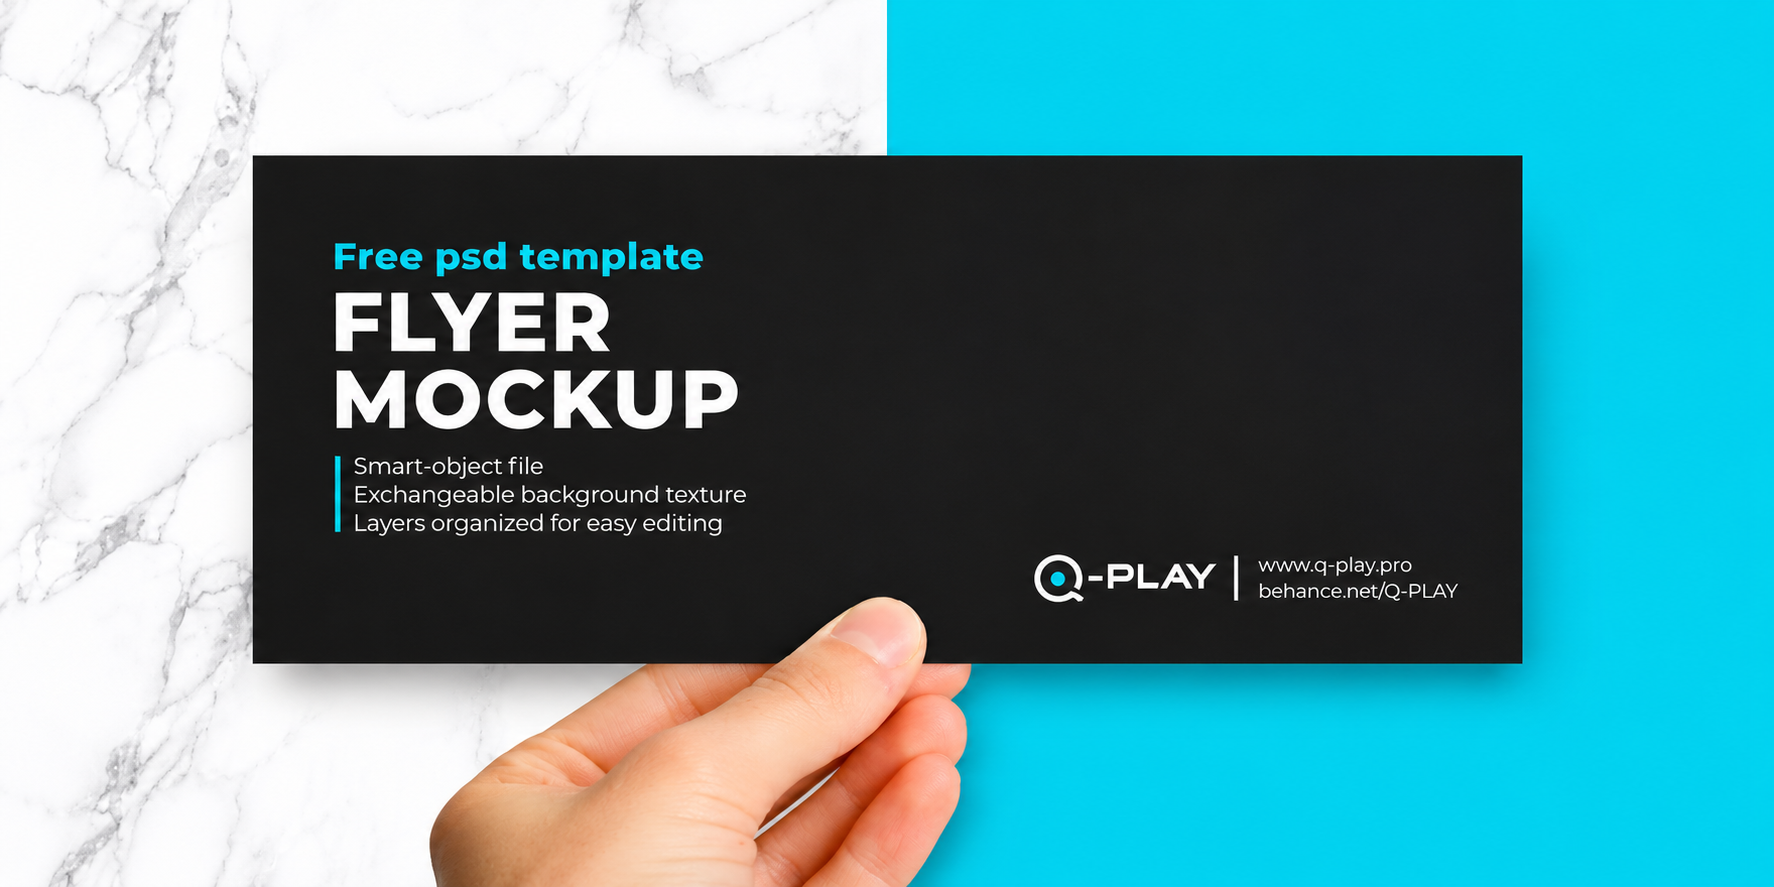 Free psd template
FLYER
MOCKUP
Smart-object file
Exchangeable background texture
Layers organized for easy editing
Q-PLAY
www.q-play.pro
behance.net/Q-PLAY